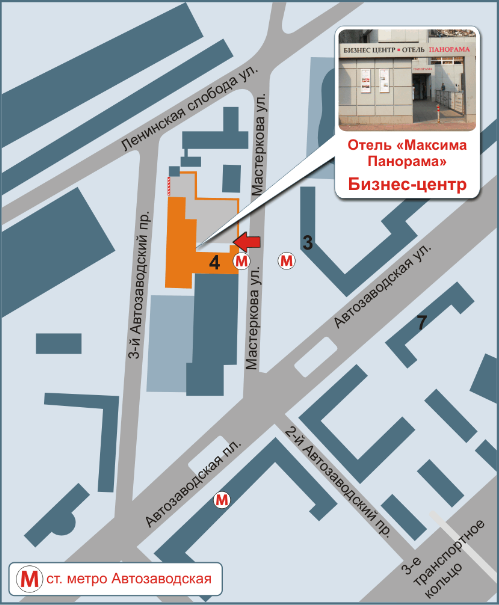 БИЗНЕС ЦЕНТР • ОТЕЛЬ ПАНОРАМА
Отель «Максима
Панорама»
Бизнес-центр
Ленинская слобода ул.
Мастеркова ул.
3-й Автозаводский пр.
4
М
М
3
Мастеркова ул.
Автозаводская ул.
7
Автозаводская пл.
М
2-й Автозаводский пр.
3-е
транспортное
кольцо
М ст. метро Автозаводская